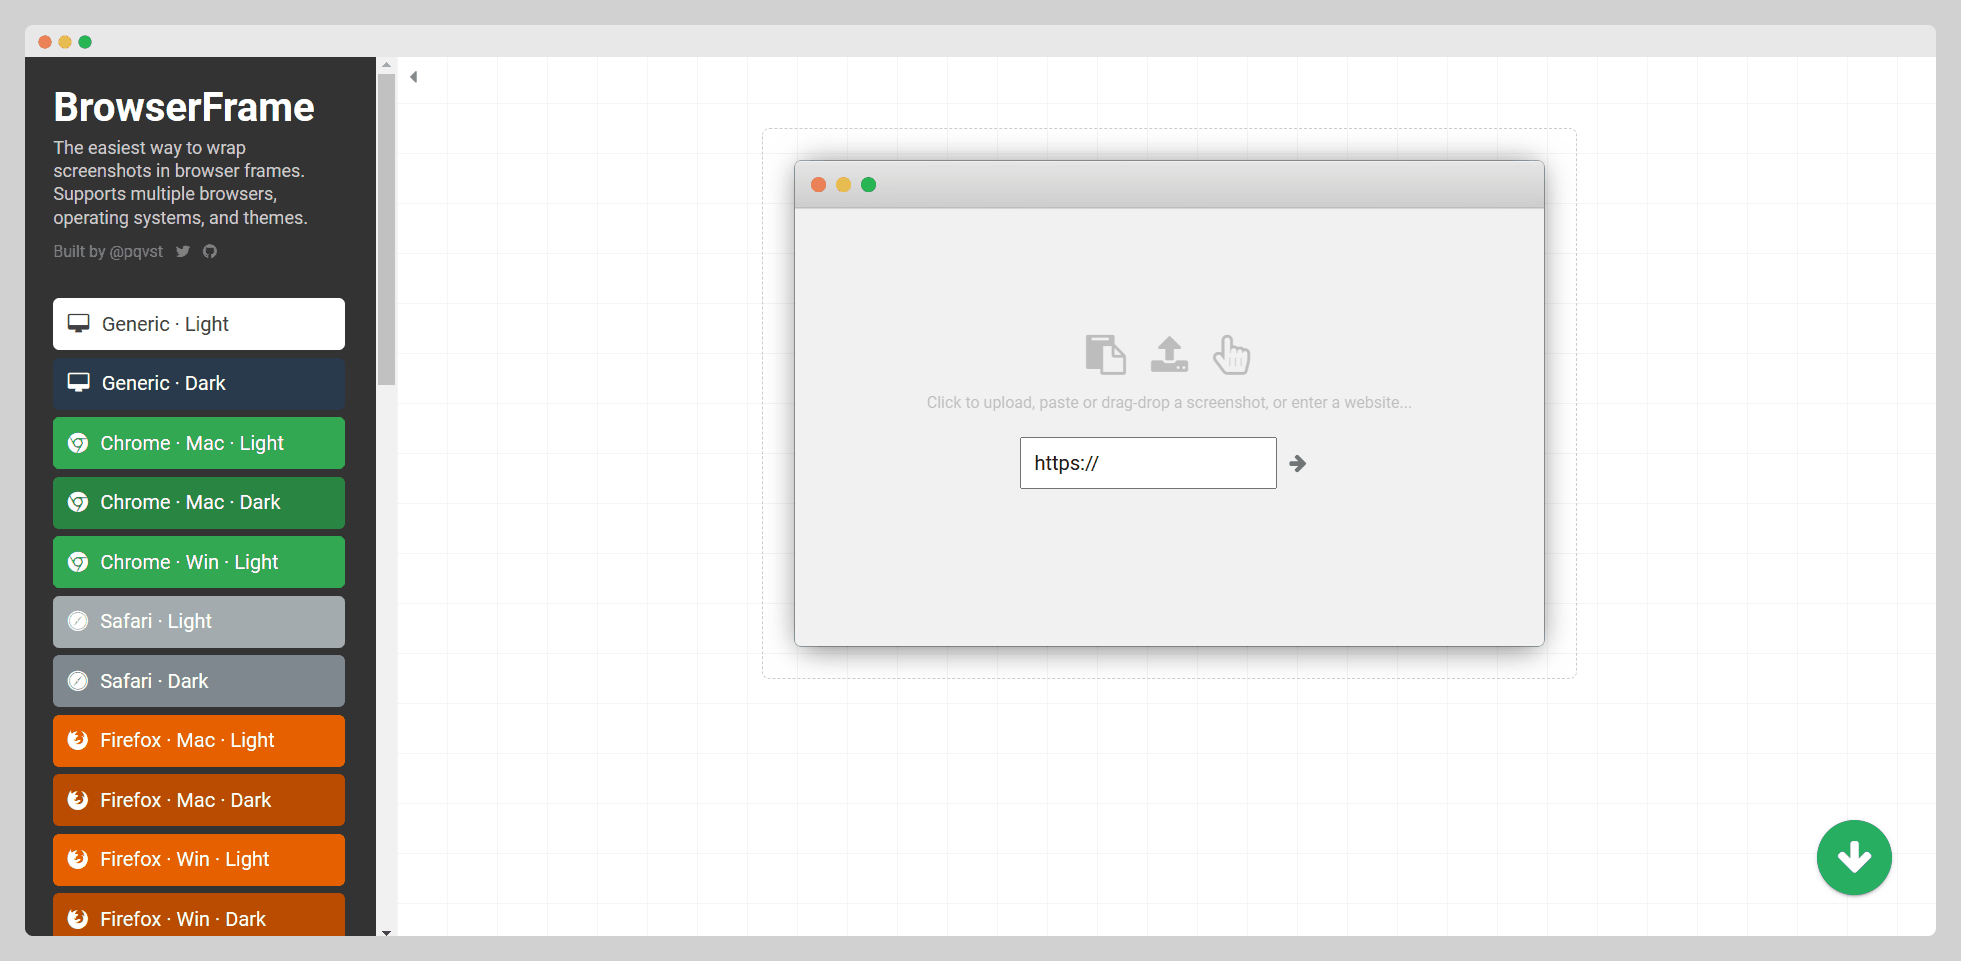 BrowserFrame
The easiest way to wrap
screenshots in browser frames.
Supports multiple browsers,
operating systems, and themes.
Built by @pqvst
Generic · Light
Generic · Dark
Chrome · Mac · Light
Chrome · Mac · Dark
Chrome · Win · Light
Safari · Light
Safari · Dark
Firefox · Mac · Light
Firefox · Mac · Dark
Firefox · Win · Light
Firefox · Win · Dark
Click to upload, paste or drag-drop a screenshot, or enter a website...
https://